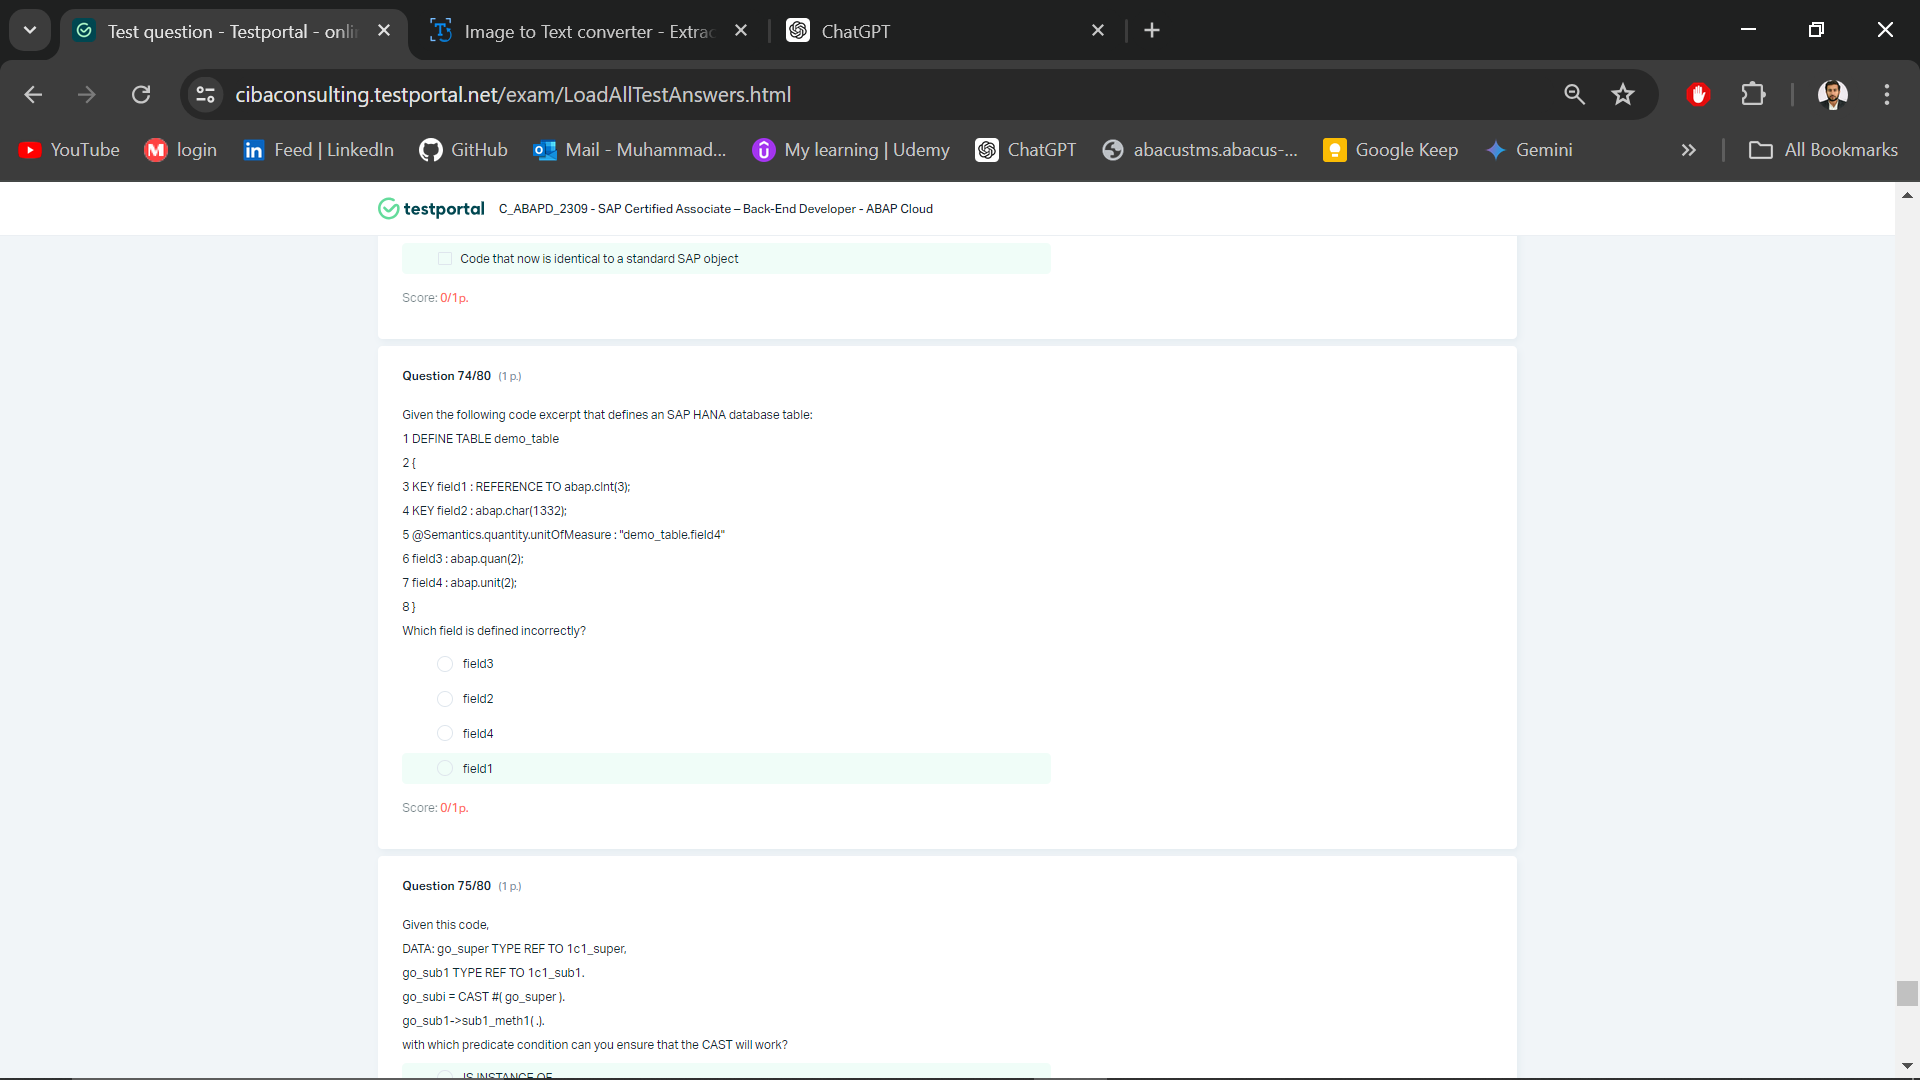 Test question - Testportal - onli
Image to Text converter - Extrac
ChatGPT
cibaconsulting.testportal.net/exam/LoadAllTestAnswers.html
YouTube
login
Feed | LinkedIn
GitHub
Mail - Muhammad...
My learning | Udemy
ChatGPT
abacustms.abacus-...
Google Keep
Gemini
All Bookmarks
testportal C_ABAPD_2309 - SAP Certified Associate – Back-End Developer - ABAP Cloud
Code that now is identical to a standard SAP object
Score: 0/1p.
Question 74/80 (1 p.)
Given the following code excerpt that defines an SAP HANA database table:
1 DEFINE TABLE demo_table
2 {
3 KEY field1 : REFERENCE TO abap.clnt(3);
4 KEY field2 : abap.char(1332);
5 @Semantics.quantity.unitOfMeasure : "demo_table.field4"
6 field3 : abap.quan(2);
7 field4 : abap.unit(2);
8 }
Which field is defined incorrectly?
field3
field2
field4
field1
Score: 0/1p.
Question 75/80 (1 p.)
Given this code,
DATA: go_super TYPE REF TO 1c1_super,
go_sub1 TYPE REF TO 1c1_sub1.
go_subi = CAST #( go_super ).
go_sub1->sub1_meth1( .).
with which predicate condition can you ensure that the CAST will work?
IS INSTANCE OF